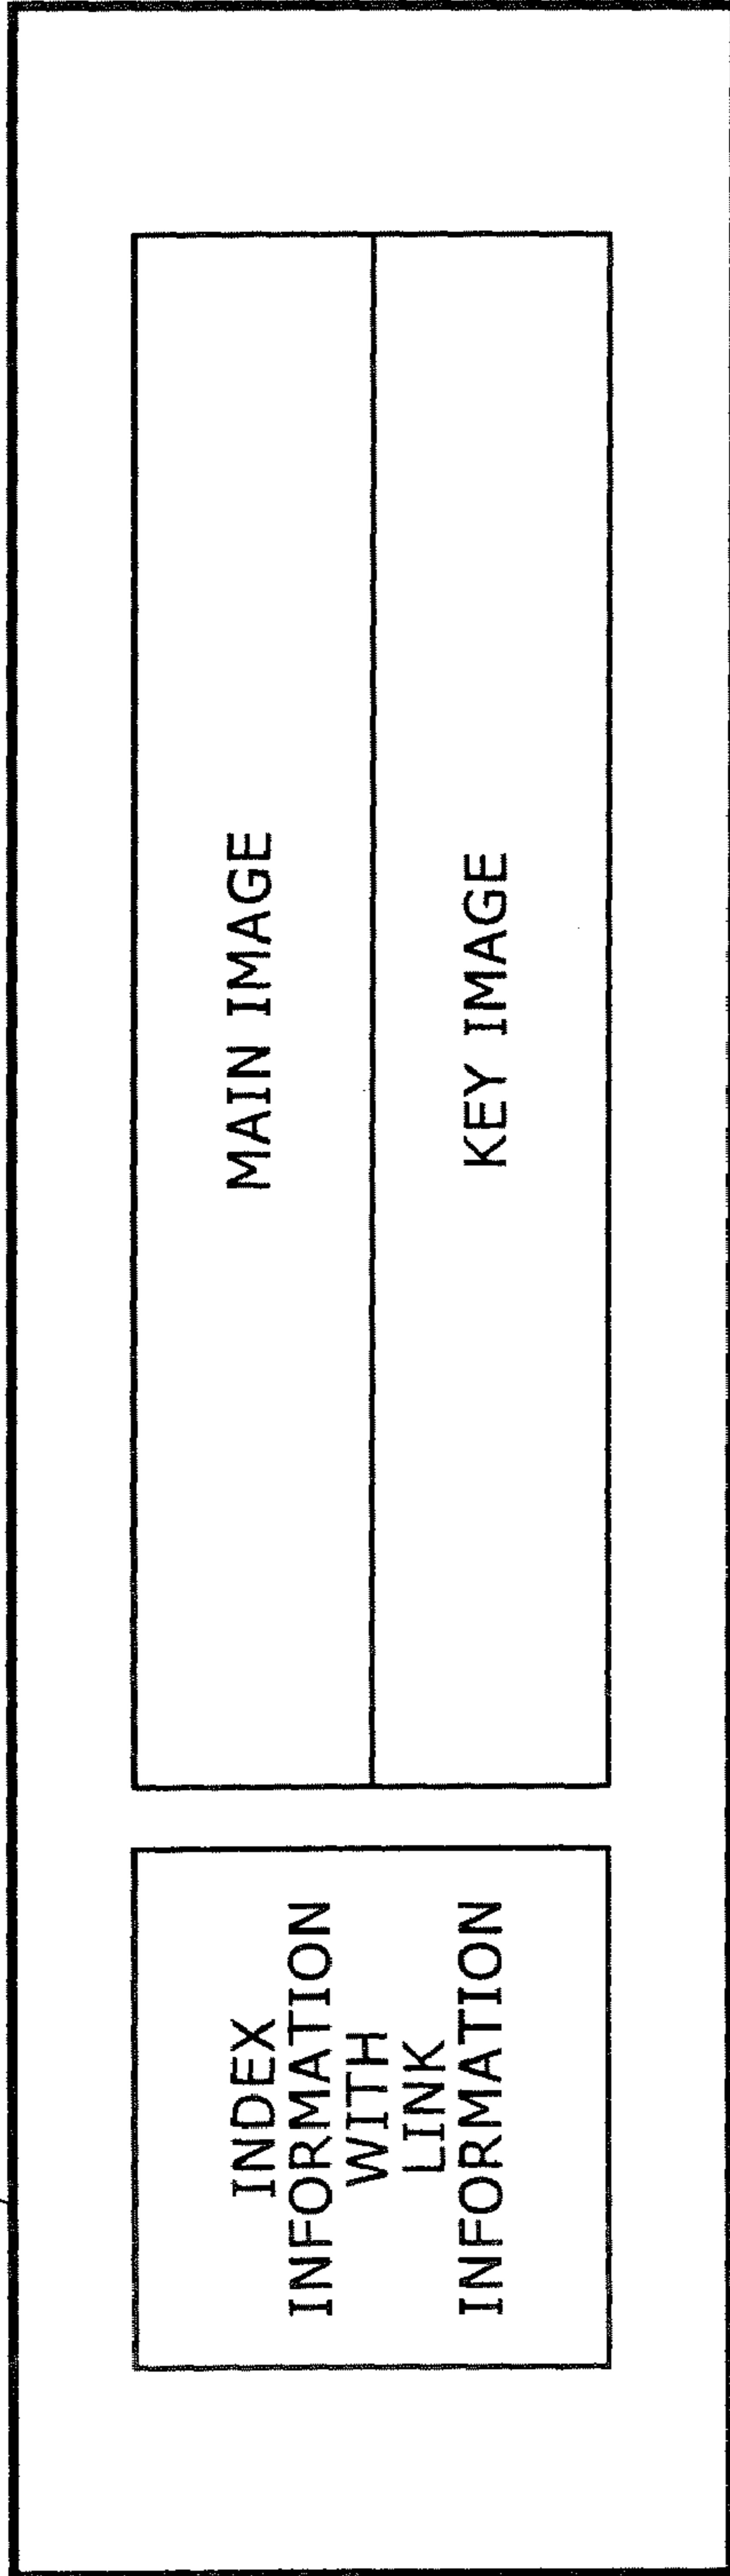 INDEX
INFORMATION
WITH
LINK
INFORMATION
MAIN IMAGE
KEY IMAGE